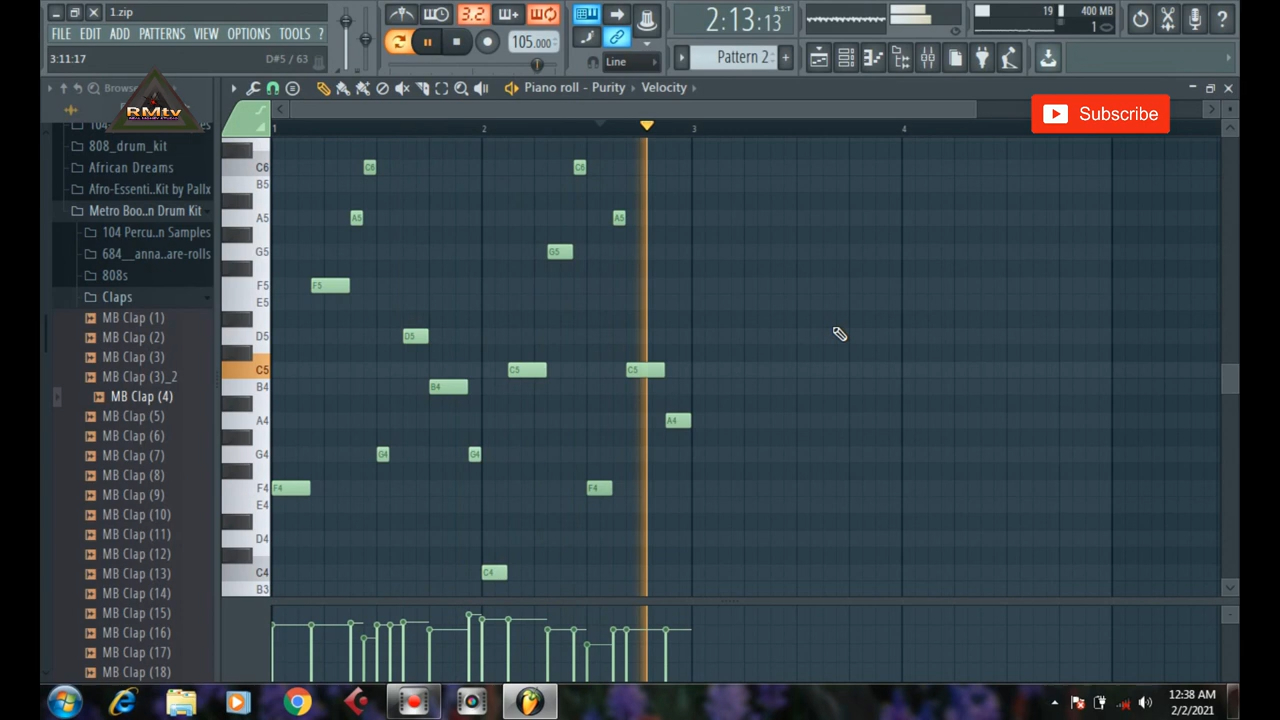 1.zip
FILE EDIT ADD PATTERNS VIEW OPTIONS TOOLS ?
3:11:17 D#5 / 63
3.2
105.000
2:13:13
B:S:T
Line
Pattern 2
19 400 MB
1
Browse
RMtv
Piano roll - Purity Velocity
Subscribe
808_drum_kit
African Dreams
Afro-Essenti..Kit by Pallx
Metro Boo..n Drum Kit
104 Percu..n Samples
684__anna..are-rolls
808s
Claps
MB Clap (1)
MB Clap (2)
MB Clap (3)
MB Clap (3)_2
MB Clap (4)
MB Clap (5)
MB Clap (6)
MB Clap (7)
MB Clap (8)
MB Clap (9)
MB Clap (10)
MB Clap (11)
MB Clap (12)
MB Clap (13)
MB Clap (14)
MB Clap (15)
MB Clap (16)
MB Clap (17)
MB Clap (18)
1 2 3 4
C6 C6 C6
B5
A5 A5 A5
G5 G5
F5 F5
E5
D5 D5
C5 C5 C5
B4 B4
A4 A4
G4 G4 G4
F4 F4 F4
E4
D4
C4 C4
B3
12:38 AM
2/2/2021